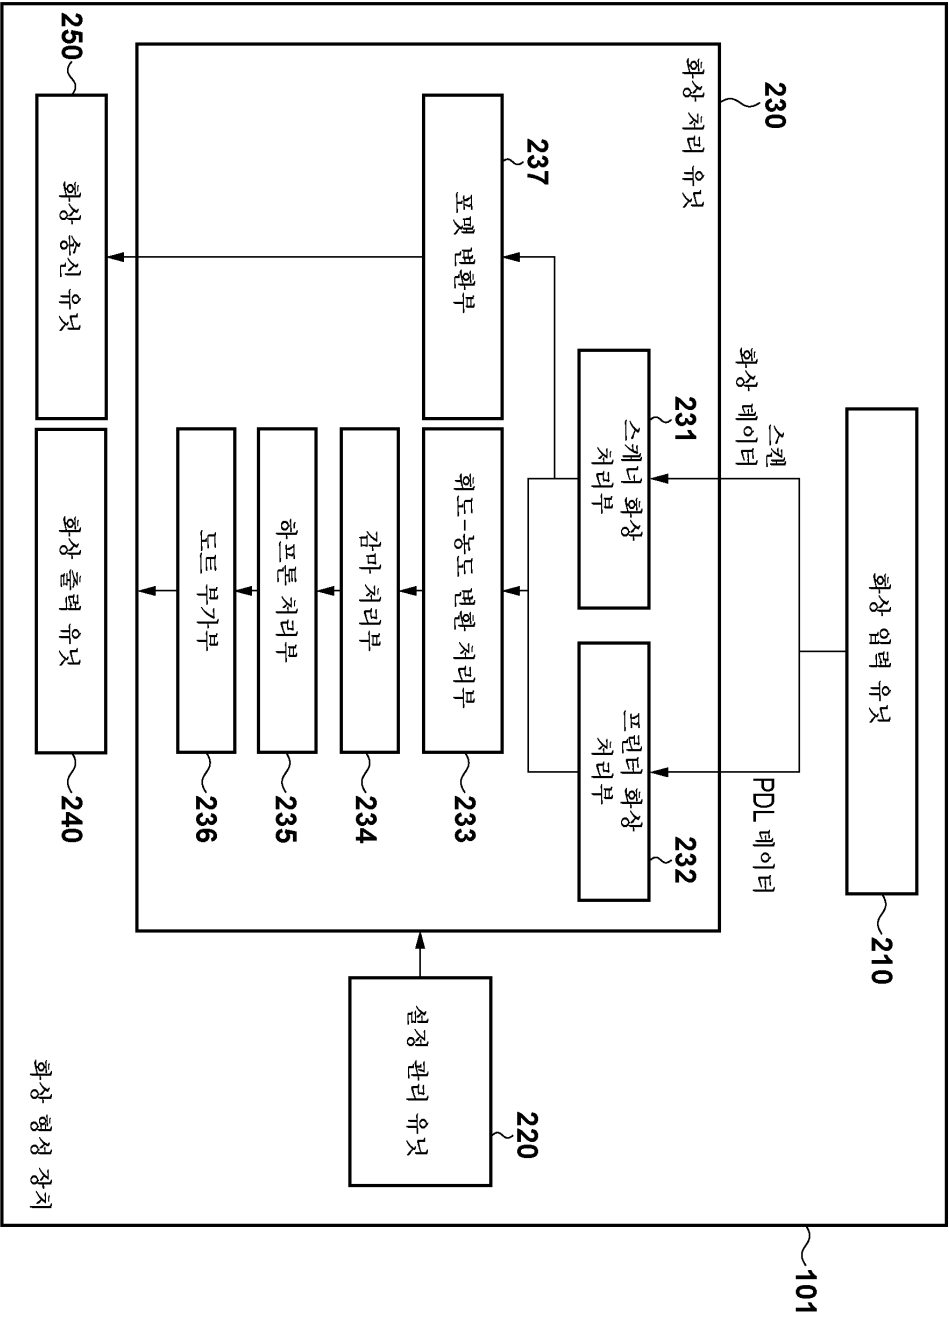 101
화상 형성 장치
210
화상 입력 유닛
스캔
화상 데이터
PDL 데이터
230
화상 처리 유닛
231
스캐너 화상
처리부
232
프린터 화상
처리부
220
설정 관리 유닛
237
포맷 변환부
233
휘도-농도 변환 처리부
234
감마 처리부
235
하프톤 처리부
236
도트 부가부
250
화상 송신 유닛
240
화상 출력 유닛